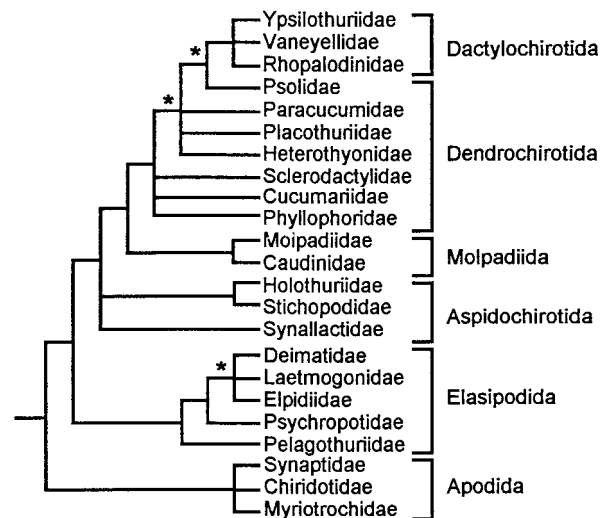 Ypsilothuriidae
Vaneyellidae
Rhopalodinidae
Dactylochirotida
*
Psolidae
*
Paracucumidae
Placothuriidae
Heterothyonidae
Dendrochirotida
Sclerodactylidae
Cucumariidae
Phyllophoridae
Moipadiidae
Caudinidae
Molpadiida
Holothuriidae
Stichopodidae
Synallactidae
Aspidochirotida
Deimatidae
*
Laetmogonidae
Elpidiidae
Elasipodida
Psychropotidae
Pelagothuriidae
Synaptidae
Chiridotidae
Apodida
Myriotrochidae